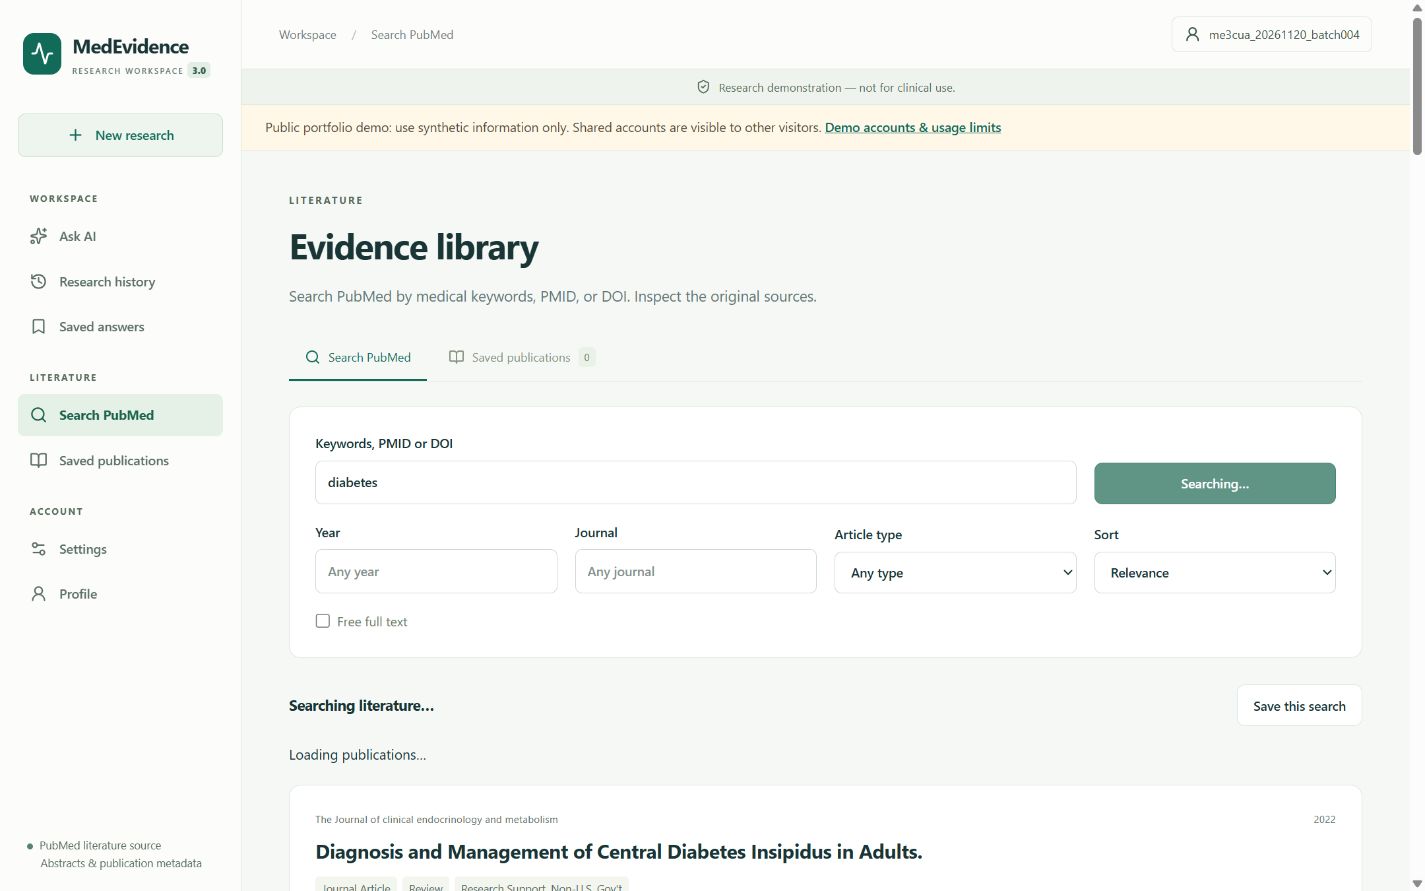 MedEvidence
RESEARCH WORKSPACE 3.0
New research
WORKSPACE
Ask AI
Research history
Saved answers
LITERATURE
Search PubMed
Saved publications
ACCOUNT
Settings
Profile
PubMed literature source
Abstracts & publication metadata
Workspace / Search PubMed
me3cua_20261120_batch004
Research demonstration — not for clinical use.
Public portfolio demo: use synthetic information only. Shared accounts are visible to other visitors. Demo accounts & usage limits
LITERATURE
Evidence library
Search PubMed by medical keywords, PMID, or DOI. Inspect the original sources.
Search PubMed
Saved publications 0
Keywords, PMID or DOI
diabetes
Searching...
Year
Journal
Article type
Sort
Any year
Any journal
Any type
Relevance
Free full text
Searching literature...
Save this search
Loading publications...
The Journal of clinical endocrinology and metabolism
2022
Diagnosis and Management of Central Diabetes Insipidus in Adults.
Journal Article Review Research Support, Non-U.S. Gov't